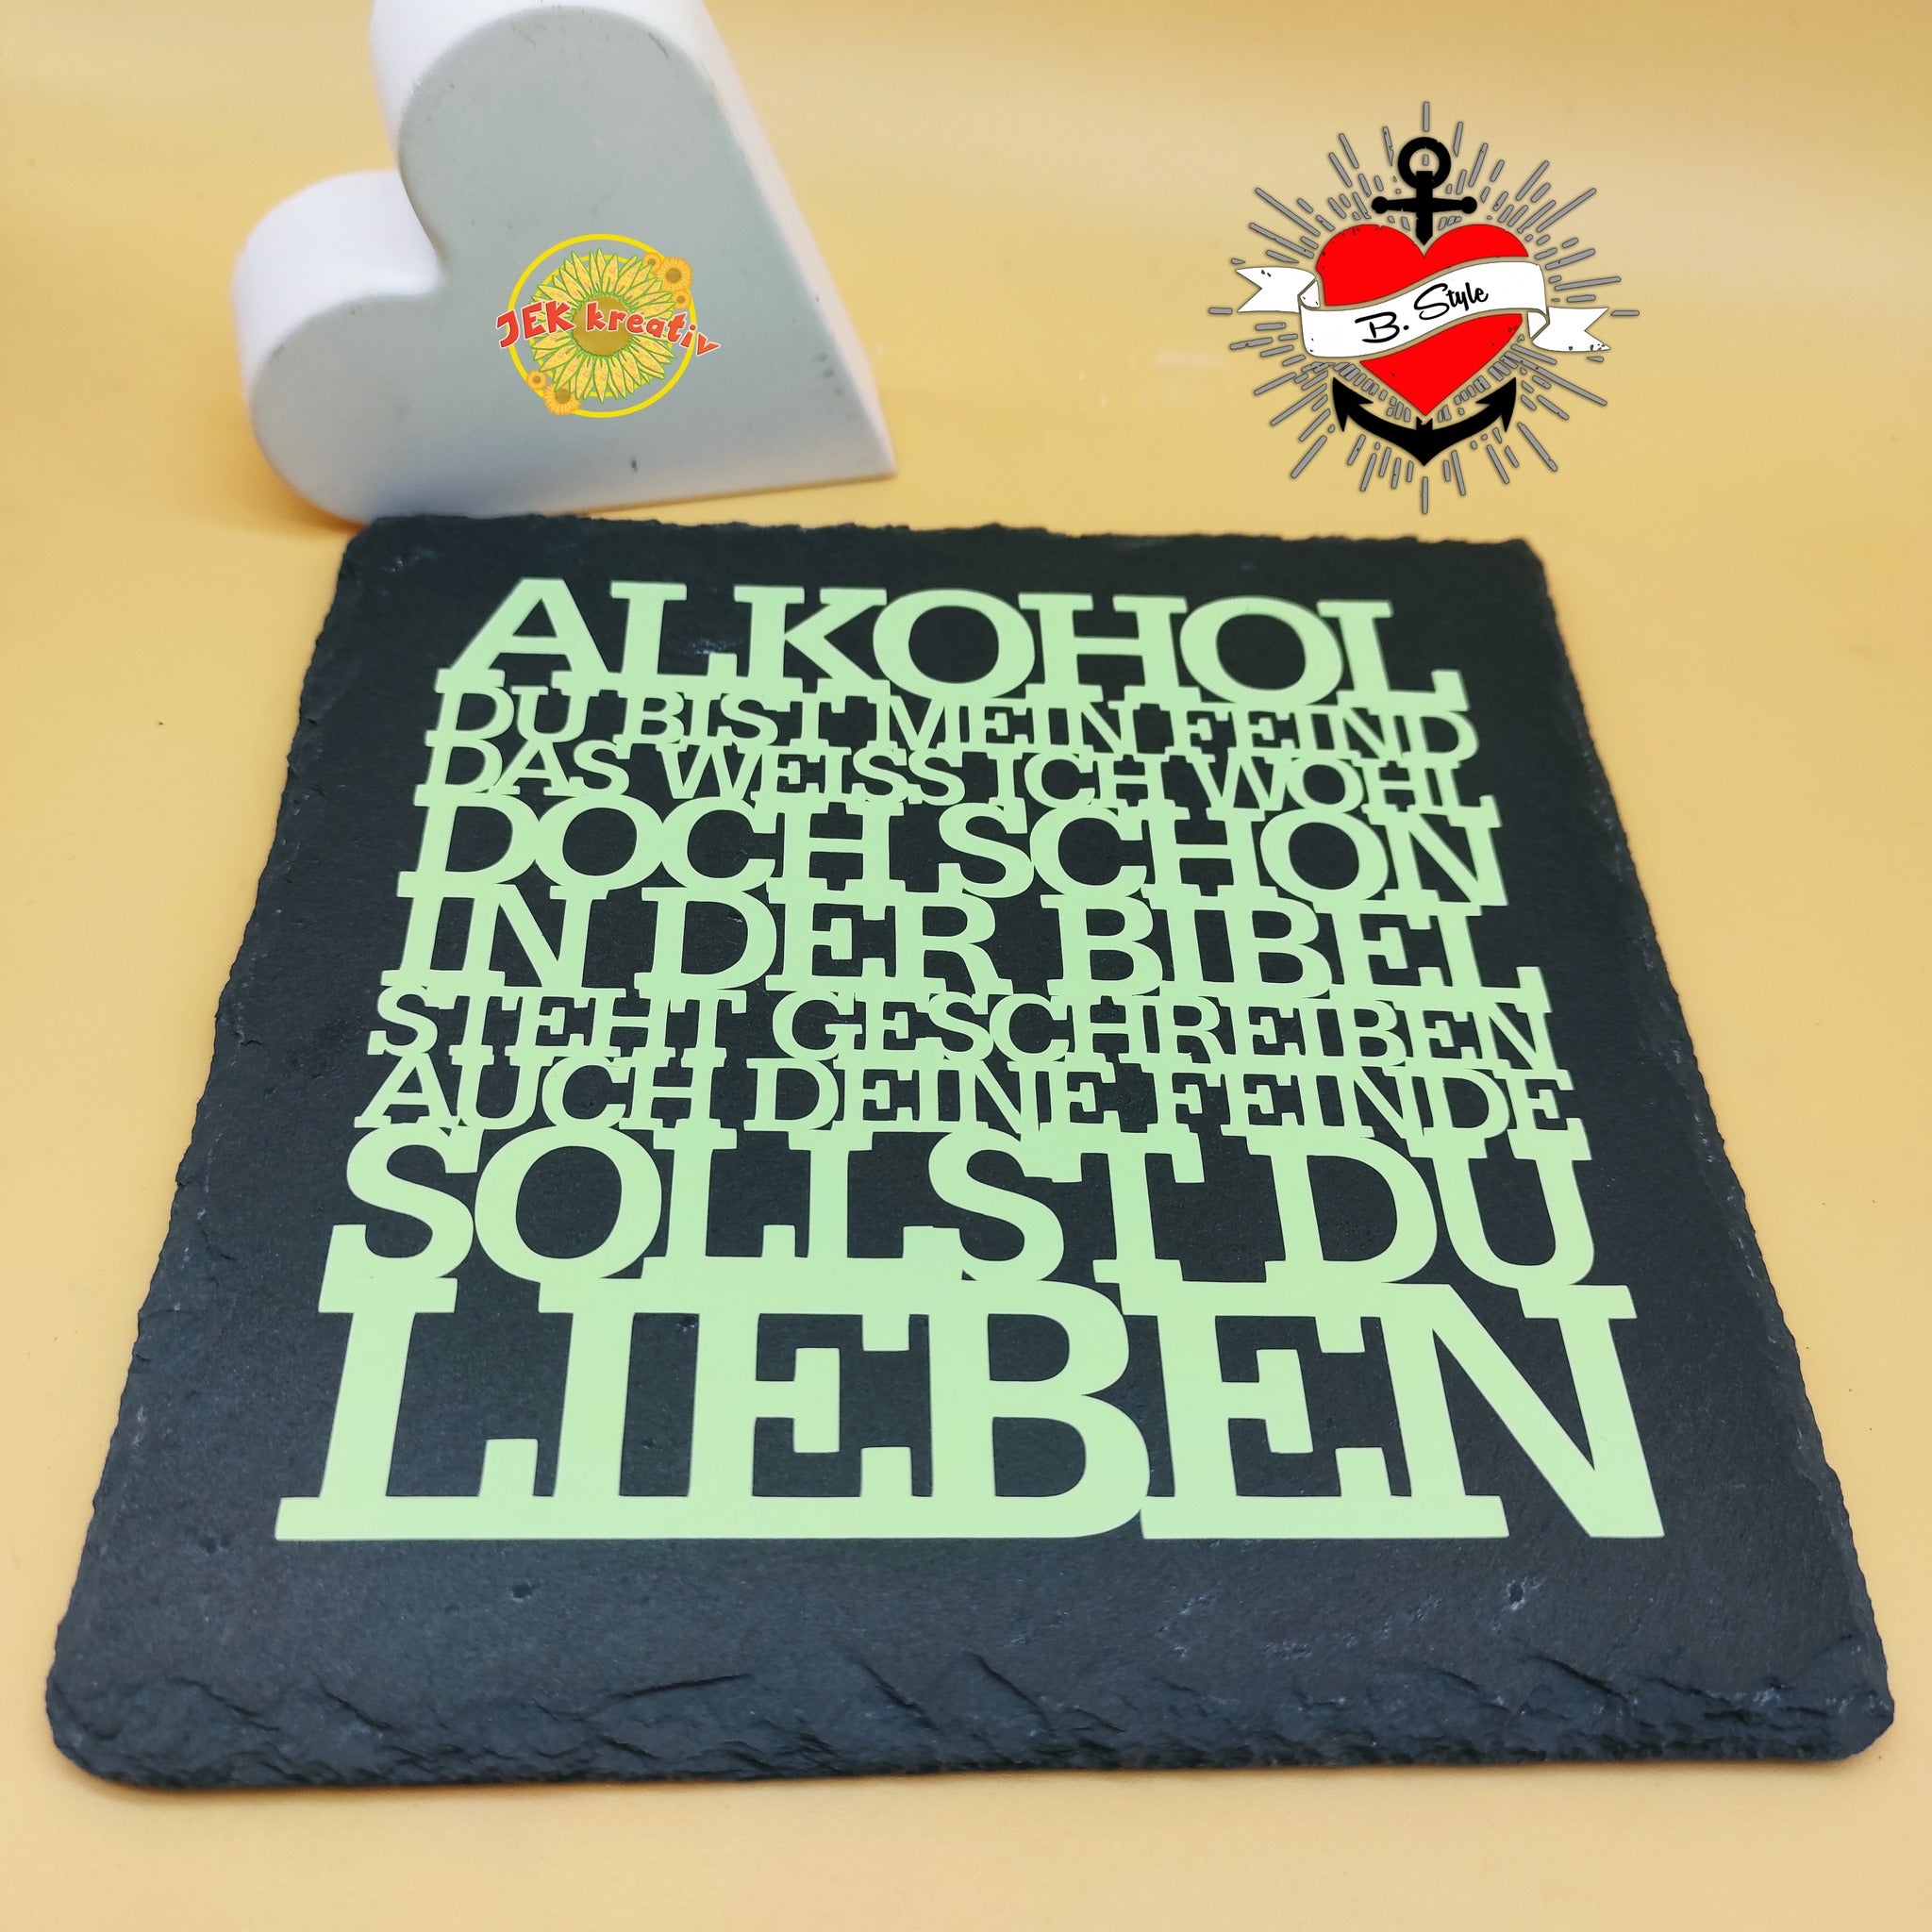 JEK kreativ
B. Style
ALKOHOL
DU BIST MEIN FEIND
DAS WEISS ICH WOHL
DOCH SCHON
IN DER BIBEL
STEHT GESCHREIBEN
AUCH DEINE FEINDE
SOLLST DU
LIEBEN